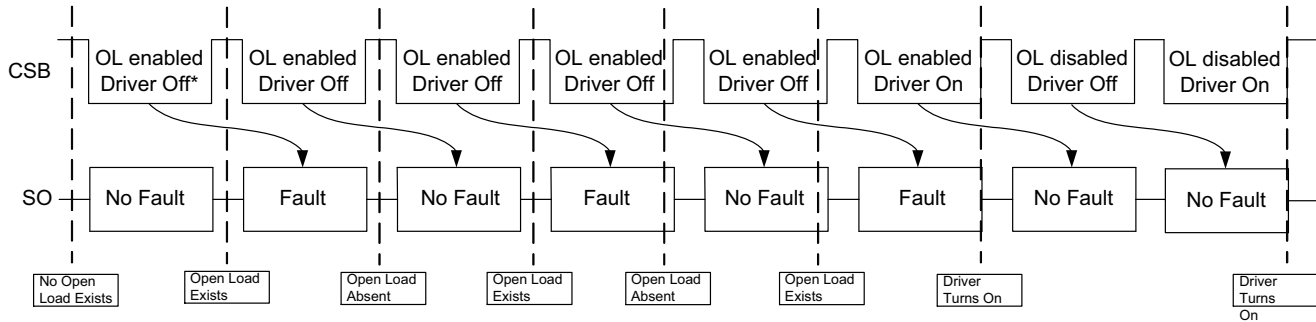 CSB
OL enabled
Driver Off*
OL enabled
Driver Off
OL enabled
Driver Off
OL enabled
Driver Off
OL enabled
Driver Off
OL enabled
Driver On
OL disabled
Driver Off
OL disabled
Driver On
SO
No Fault
Fault
No Fault
Fault
No Fault
Fault
No Fault
No Fault
No Open
Load Exists
Open Load
Exists
Open Load
Absent
Open Load
Exists
Open Load
Absent
Open Load
Exists
Driver
Turns On
Driver
Turns
On